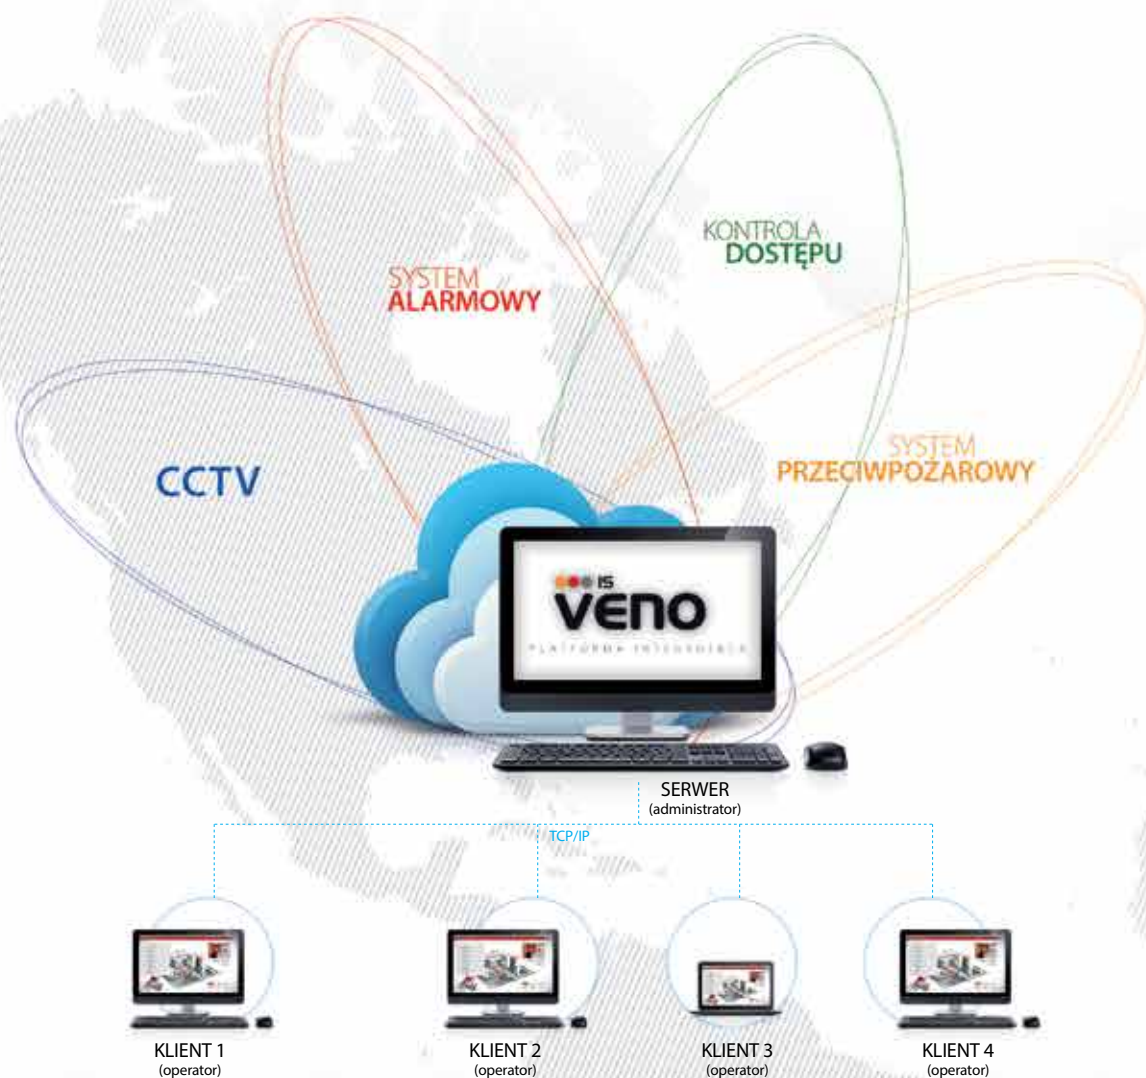 KONTROLA
DOSTĘPU
SYSTEM
ALARMOWY
SYSTEM
PRZECIWPOŻAROWY
CCTV
IS
VENO
PLATFORMA INTEGRUJĄCA
SERWER
(administrator)
TCP/IP
KLIENT 1
(operator)
KLIENT 2
(operator)
KLIENT 3
(operator)
KLIENT 4
(operator)